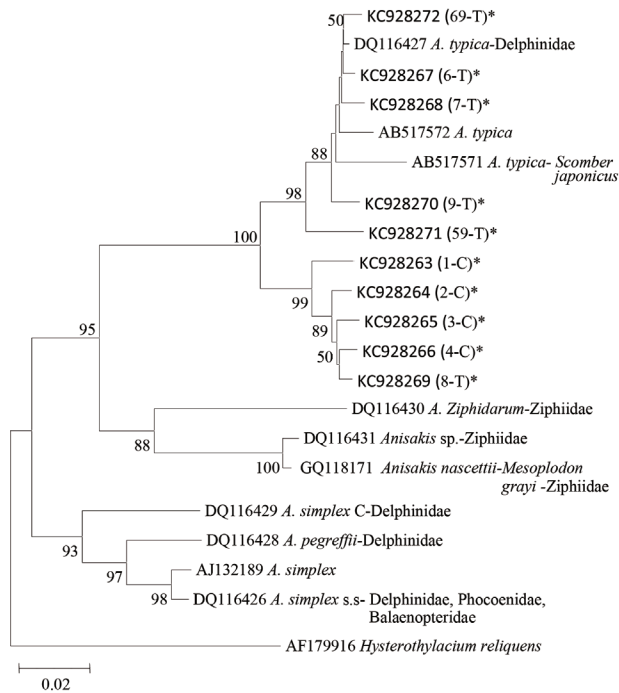 50
KC928272 (69-T)*
DQ116427 A. typica-Delphinidae
KC928267 (6-T)*
KC928268 (7-T)*
AB517572 A. typica
88
AB517571 A. typica- Scomber
japonicus
98
KC928270 (9-T)*
KC928271 (59-T)*
100
KC928263 (1-C)*
99
KC928264 (2-C)*
89
KC928265 (3-C)*
95
50
KC928266 (4-C)*
KC928269 (8-T)*
DQ116430 A. Ziphidarum-Ziphiidae
88
DQ116431 Anisakis sp.-Ziphiidae
100
GQ118171 Anisakis nascettii-Mesoplodon
grayi -Ziphiidae
DQ116429 A. simplex C-Delphinidae
93
DQ116428 A. pegreffii-Delphinidae
97
AJ132189 A. simplex
98
DQ116426 A. simplex s.s- Delphinidae, Phocoenidae,
Balaenopteridae
AF179916 Hysterothylacium reliquens
0.02